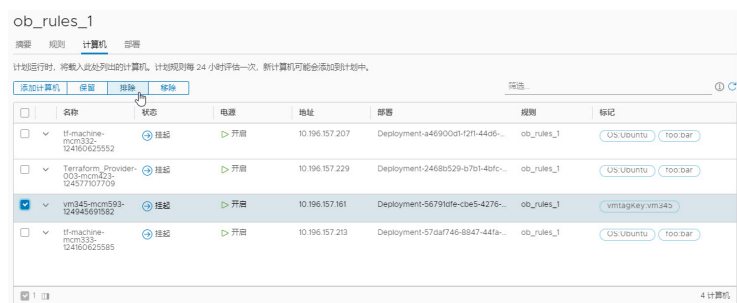 ob_rules_1
摘要 规则 计算机 部署
计划运行时，将载入此处列出的计算机。计划规则每 24 小时评估一次，新计算机可能会添加到计划中。
添加计算机 保留 排除 移除 筛选...
名称 状态 电源 地址 部署 规则 标记
tf-machine-mcm332-124160625552 挂起 开启 10.196.157.207 Deployment-a46900d1-f2f1-44d6-... ob_rules_1 OS:Ubuntu foo:bar
Terraform_Provider-003-mcm423-124577107709 挂起 开启 10.196.157.229 Deployment-2468b529-b7b1-4bfc-... ob_rules_1 OS:Ubuntu foo:bar
vm345-mcm593-124945691582 挂起 开启 10.196.157.161 Deployment-56791dfe-cbe5-4276-... ob_rules_1 vmtagKey:vm345
tf-machine-mcm333-124160625585 挂起 开启 10.196.157.213 Deployment-57daf746-8847-44fa-... ob_rules_1 OS:Ubuntu foo:bar
1 4 计算机